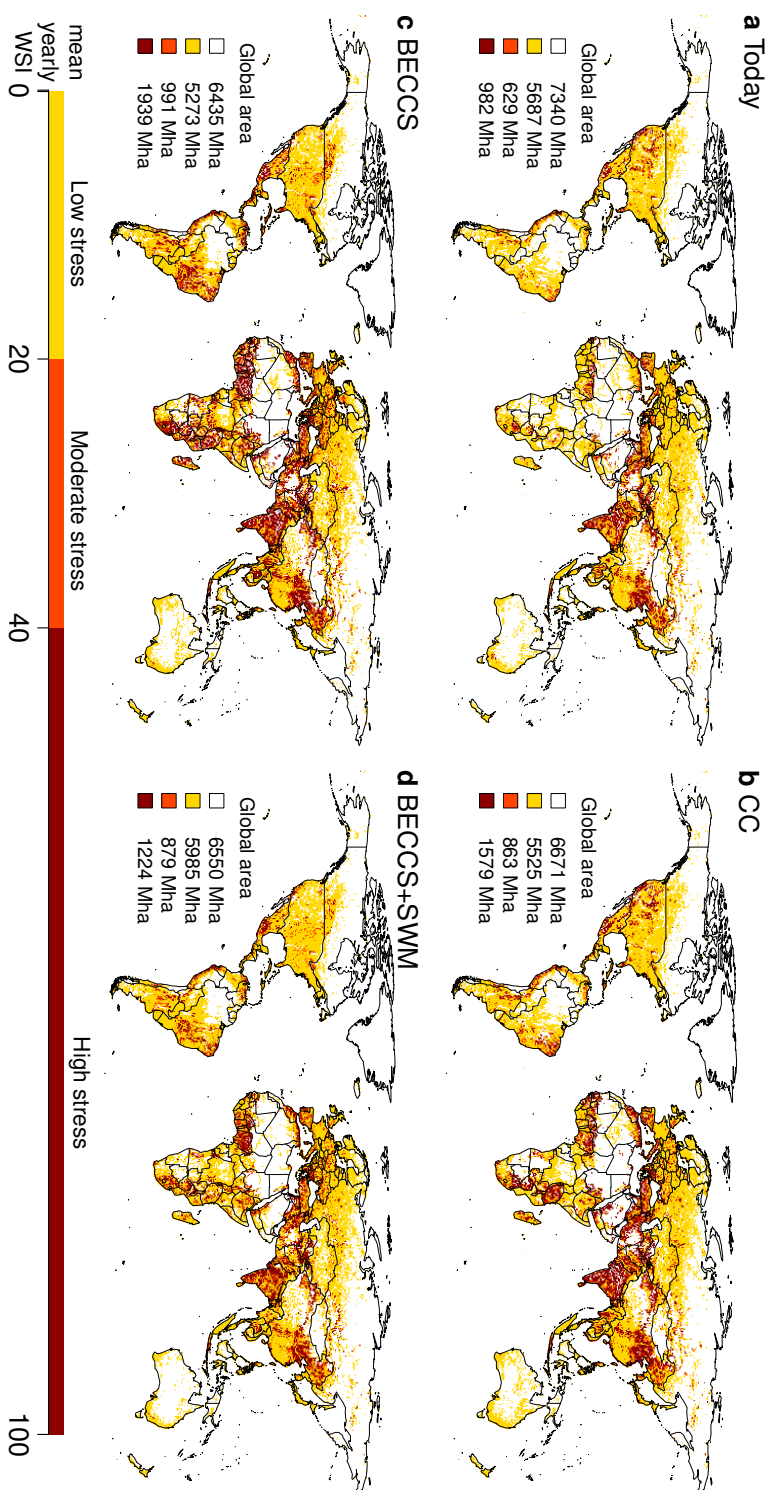 a Today
Global area
7340 Mha
5687 Mha
629 Mha
982 Mha
b CC
Global area
6671 Mha
5525 Mha
863 Mha
1579 Mha
c BECCS
Global area
6435 Mha
5273 Mha
991 Mha
1939 Mha
d BECCS+SWM
Global area
6550 Mha
5985 Mha
879 Mha
1224 Mha
mean
yearly
WSI
Low stress
Moderate stress
High stress
0
20
40
100